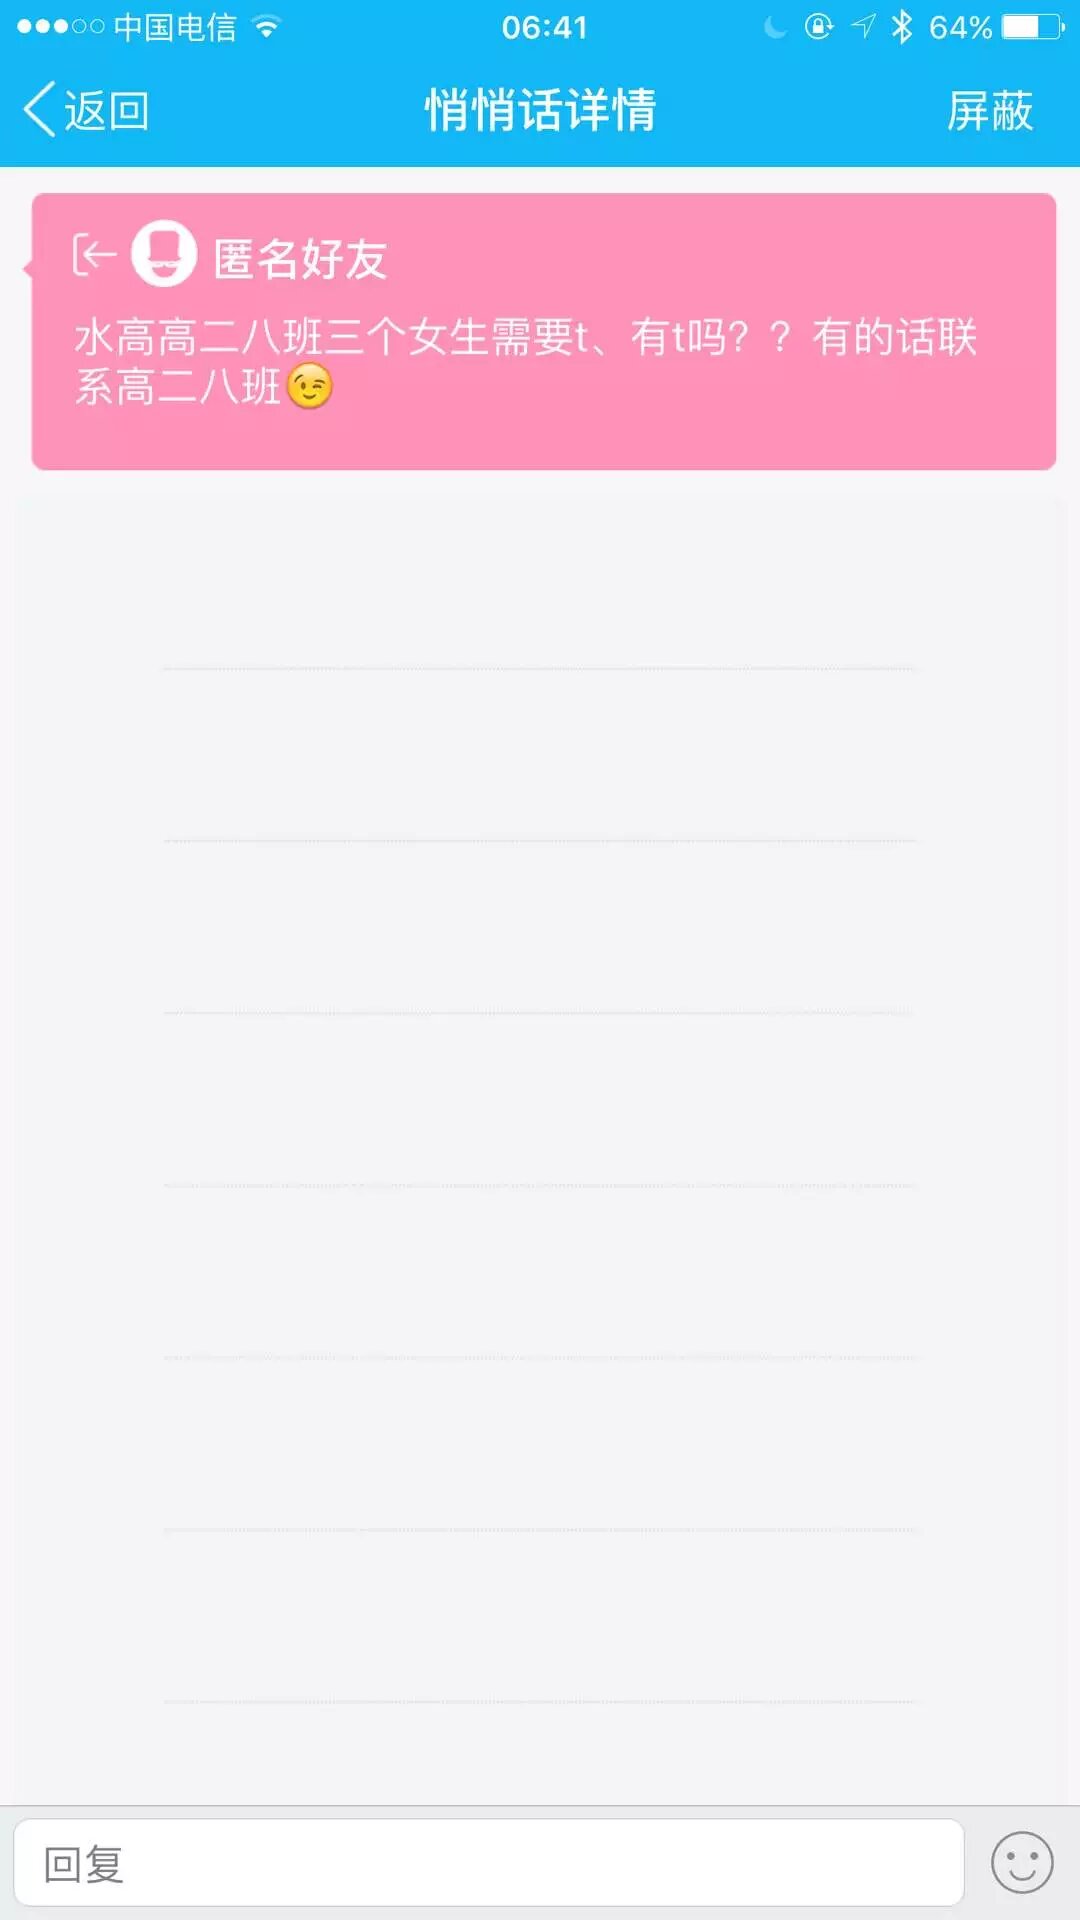 中国电信 06:41 64%
返回 悄悄话详情 屏蔽
匿名好友
水高高二八班三个女生需要t、有t吗？？有的话联
系高二八班😉
回复